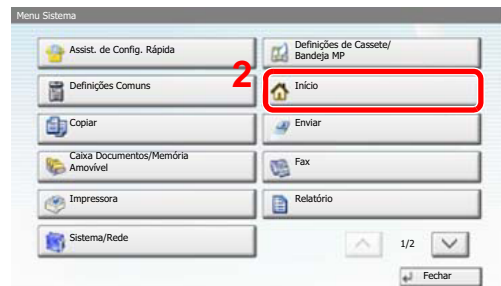 Menu Sistema
Assist. de Config. Rápida
Definições de Cassete/
Bandeja MP
Definições Comuns
2
Início
Copiar
Enviar
Caixa Documentos/Memória
Amovível
Fax
Impressora
Relatório
Sistema/Rede
1/2
Fechar